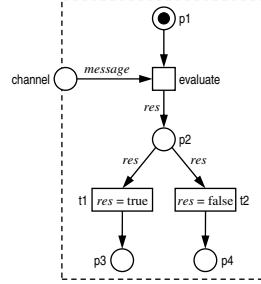 p1
channel
message
evaluate
res
p2
res
res
t1
res = true
res = false
t2
p3
p4